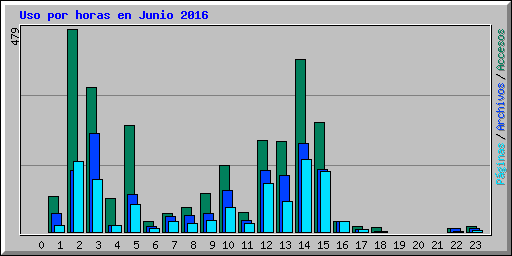 Uso por horas en Junio 2016
479
Páginas / Archivos / Accesos
0 1 2 3 4 5 6 7 8 9 10 11 12 13 14 15 16 17 18 19 20 21 22 23